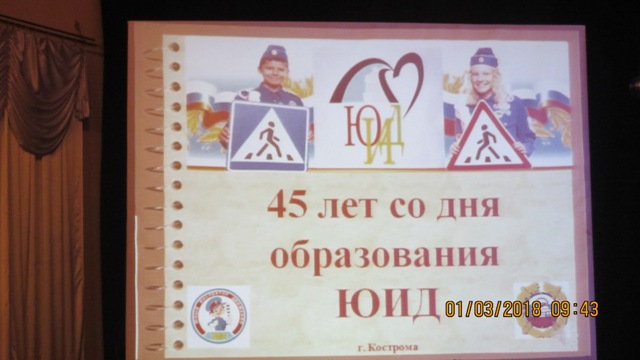 ЮИД
45 лет со дня
образования
ЮИД
01/03/2018 09:43
г. Кострома